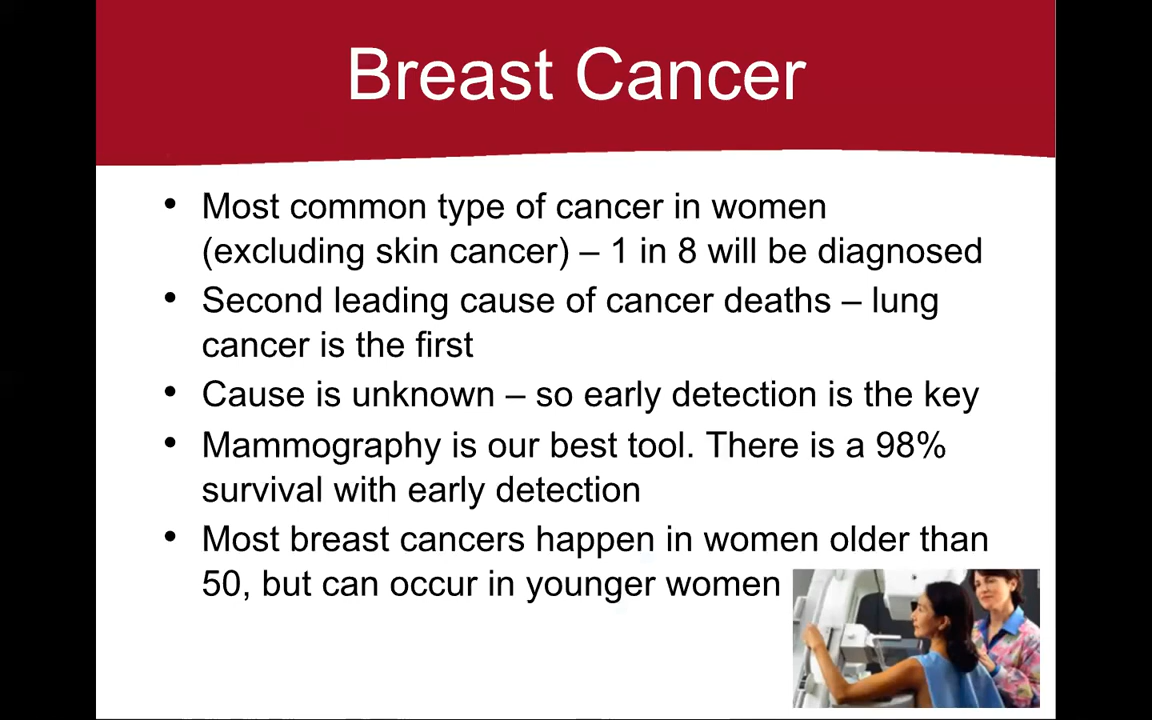 Breast Cancer
• Most common type of cancer in women
(excluding skin cancer) – 1 in 8 will be diagnosed
• Second leading cause of cancer deaths – lung
cancer is the first
• Cause is unknown – so early detection is the key
• Mammography is our best tool. There is a 98%
survival with early detection
• Most breast cancers happen in women older than
50, but can occur in younger women